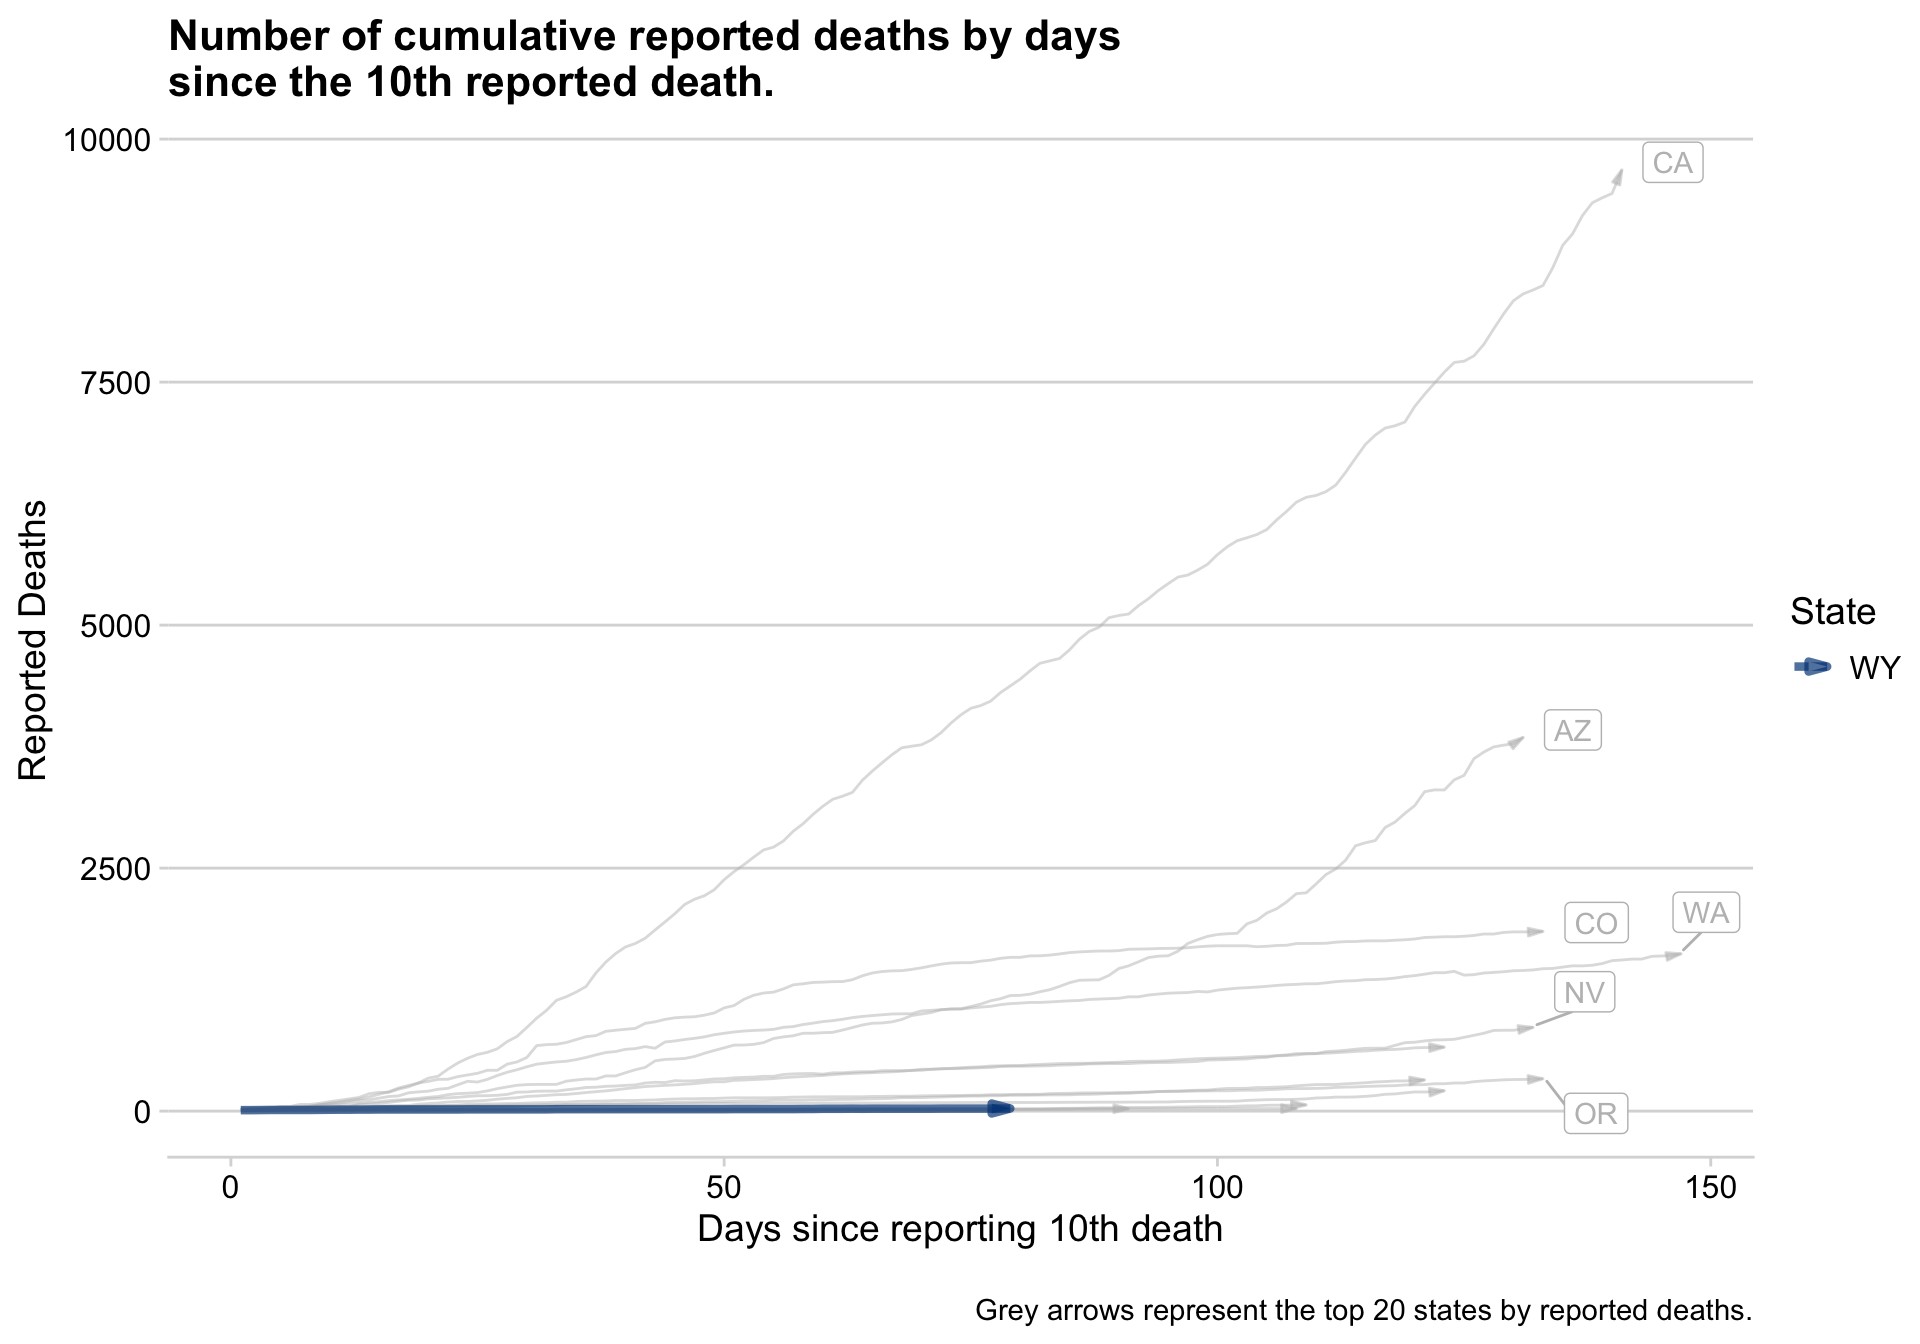 Number of cumulative reported deaths by days
since the 10th reported death.
10000
7500
5000
2500
0
Reported Deaths
CA
AZ
CO
WA
NV
OR
State
WY
0 50 100 150
Days since reporting 10th death
Grey arrows represent the top 20 states by reported deaths.